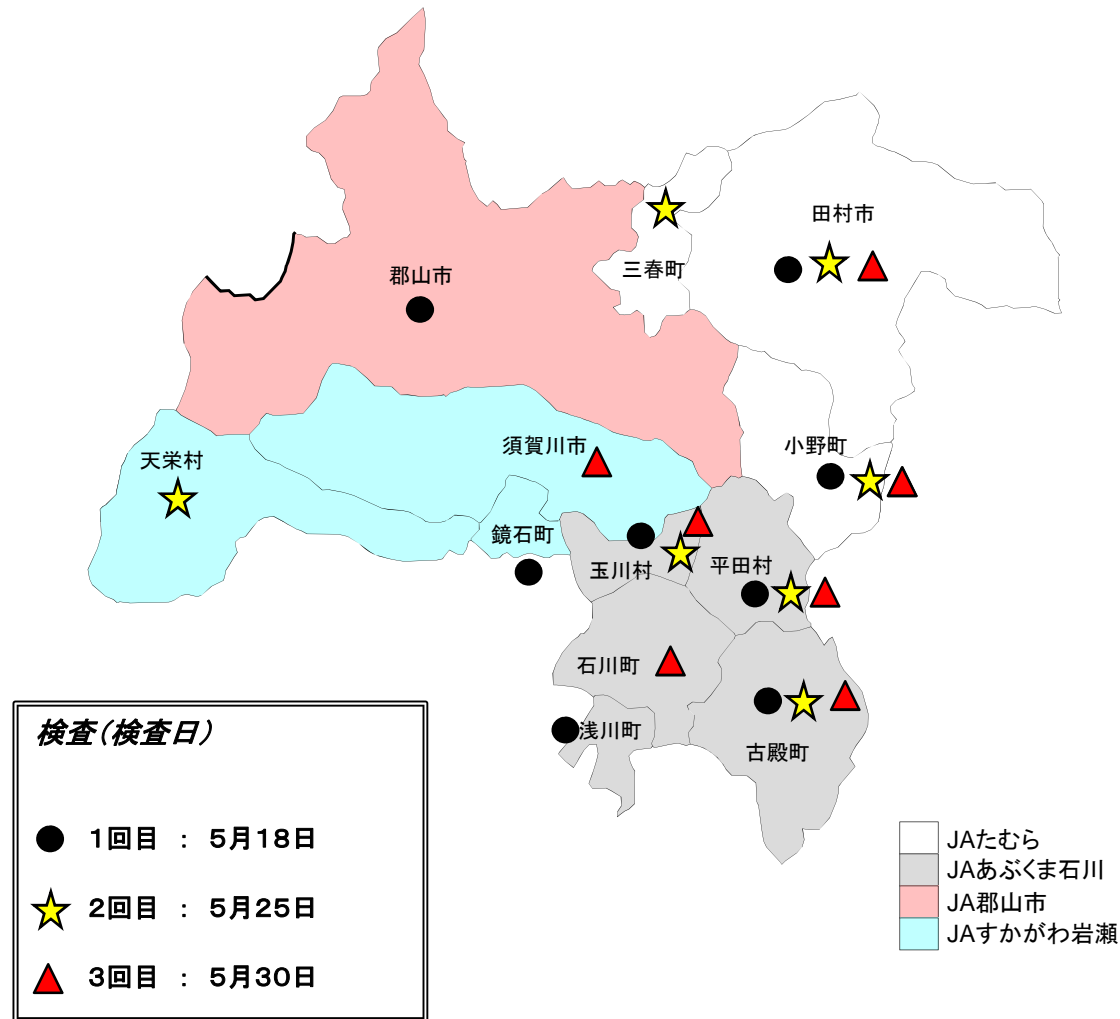 田村市
三春町
郡山市
小野町
須賀川市
天栄村
鏡石町
玉川村
平田村
石川町
浅川町
古殿町
検査(検査日)
1回目 : 5月18日
2回目 : 5月25日
3回目 : 5月30日
JAたむら
JAあぶくま石川
JA郡山市
JAすかがわ岩瀬